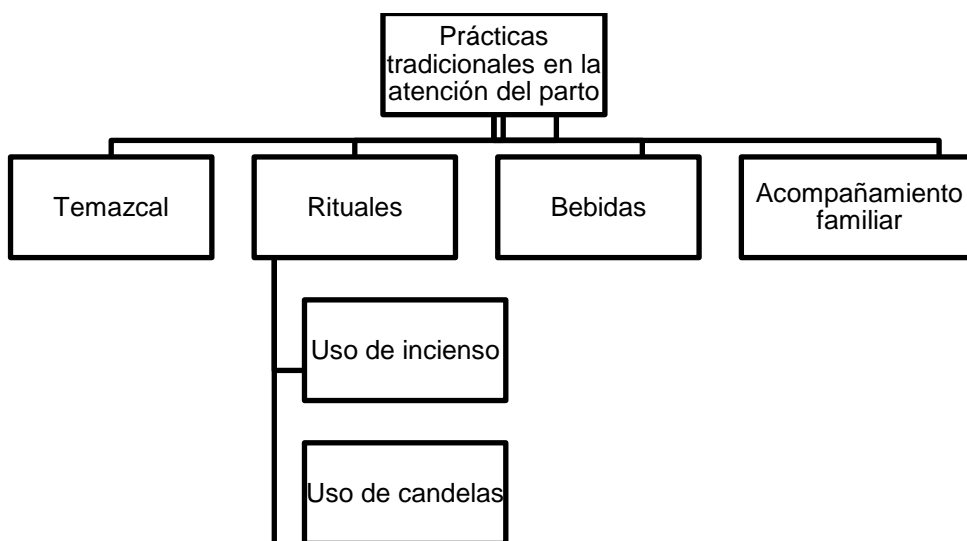 Prácticas
tradicionales en la
atención del parto
Temazcal
Rituales
Bebidas
Acompañamiento
familiar
Uso de incienso
Uso de candelas